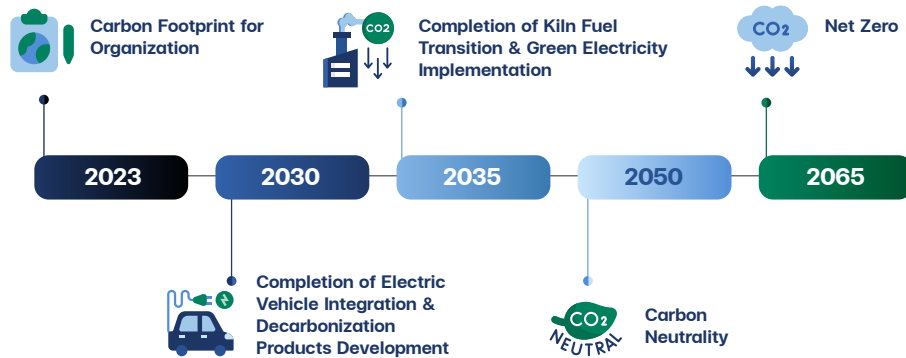 Carbon Footprint for
Organization
CO2
Completion of Kiln Fuel
Transition & Green Electricity
Implementation
CO2
Net Zero
2023
2030
2035
2050
2065
Completion of Electric
Vehicle Integration &
Decarbonization
Products Development
CO2
NEUTRAL
Carbon
Neutrality